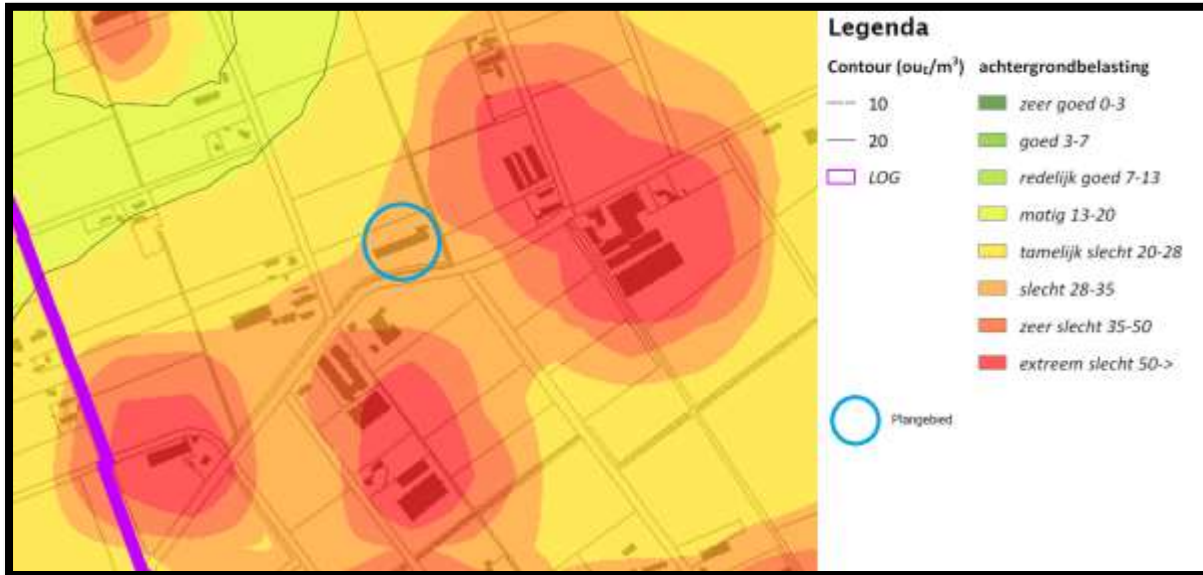 Legenda
Contour (ouE/m³) achtergrondbelasting
10
20
LOG
zeer goed 0-3
goed 3-7
redelijk goed 7-13
matig 13-20
tamelijk slecht 20-28
slecht 28-35
zeer slecht 35-50
extreem slecht 50->
Plangebied